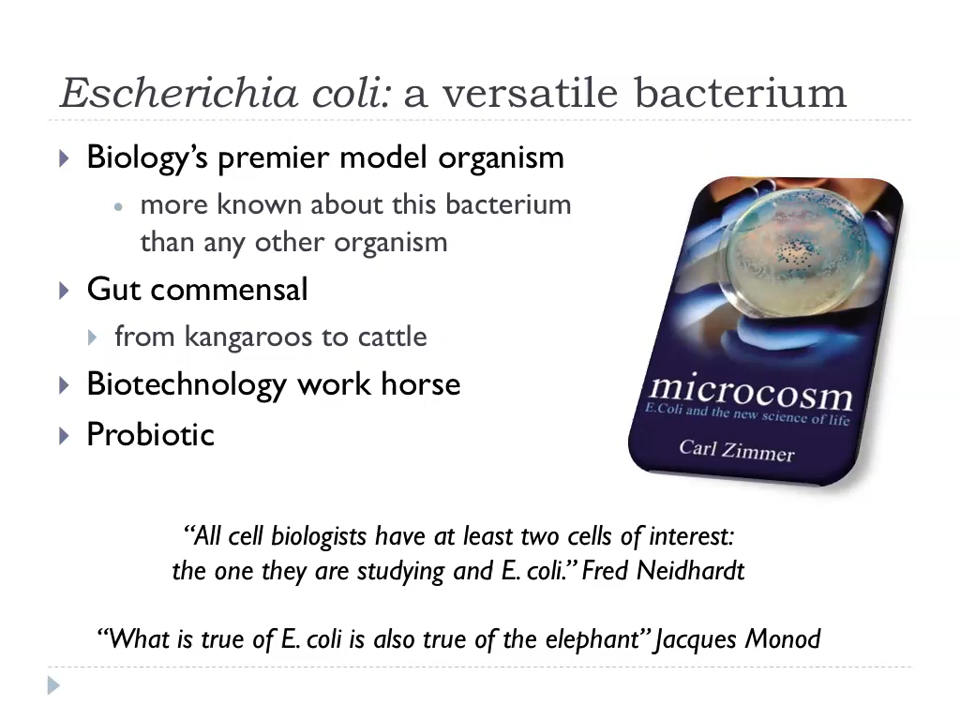 Escherichia coli: a versatile bacterium
Biology’s premier model organism
more known about this bacterium
than any other organism
Gut commensal
from kangaroos to cattle
Biotechnology work horse
Probiotic
microcosm
E.Coli and the new science of life
Carl Zimmer
“All cell biologists have at least two cells of interest:
the one they are studying and E. coli.” Fred Neidhardt
“What is true of E. coli is also true of the elephant” Jacques Monod